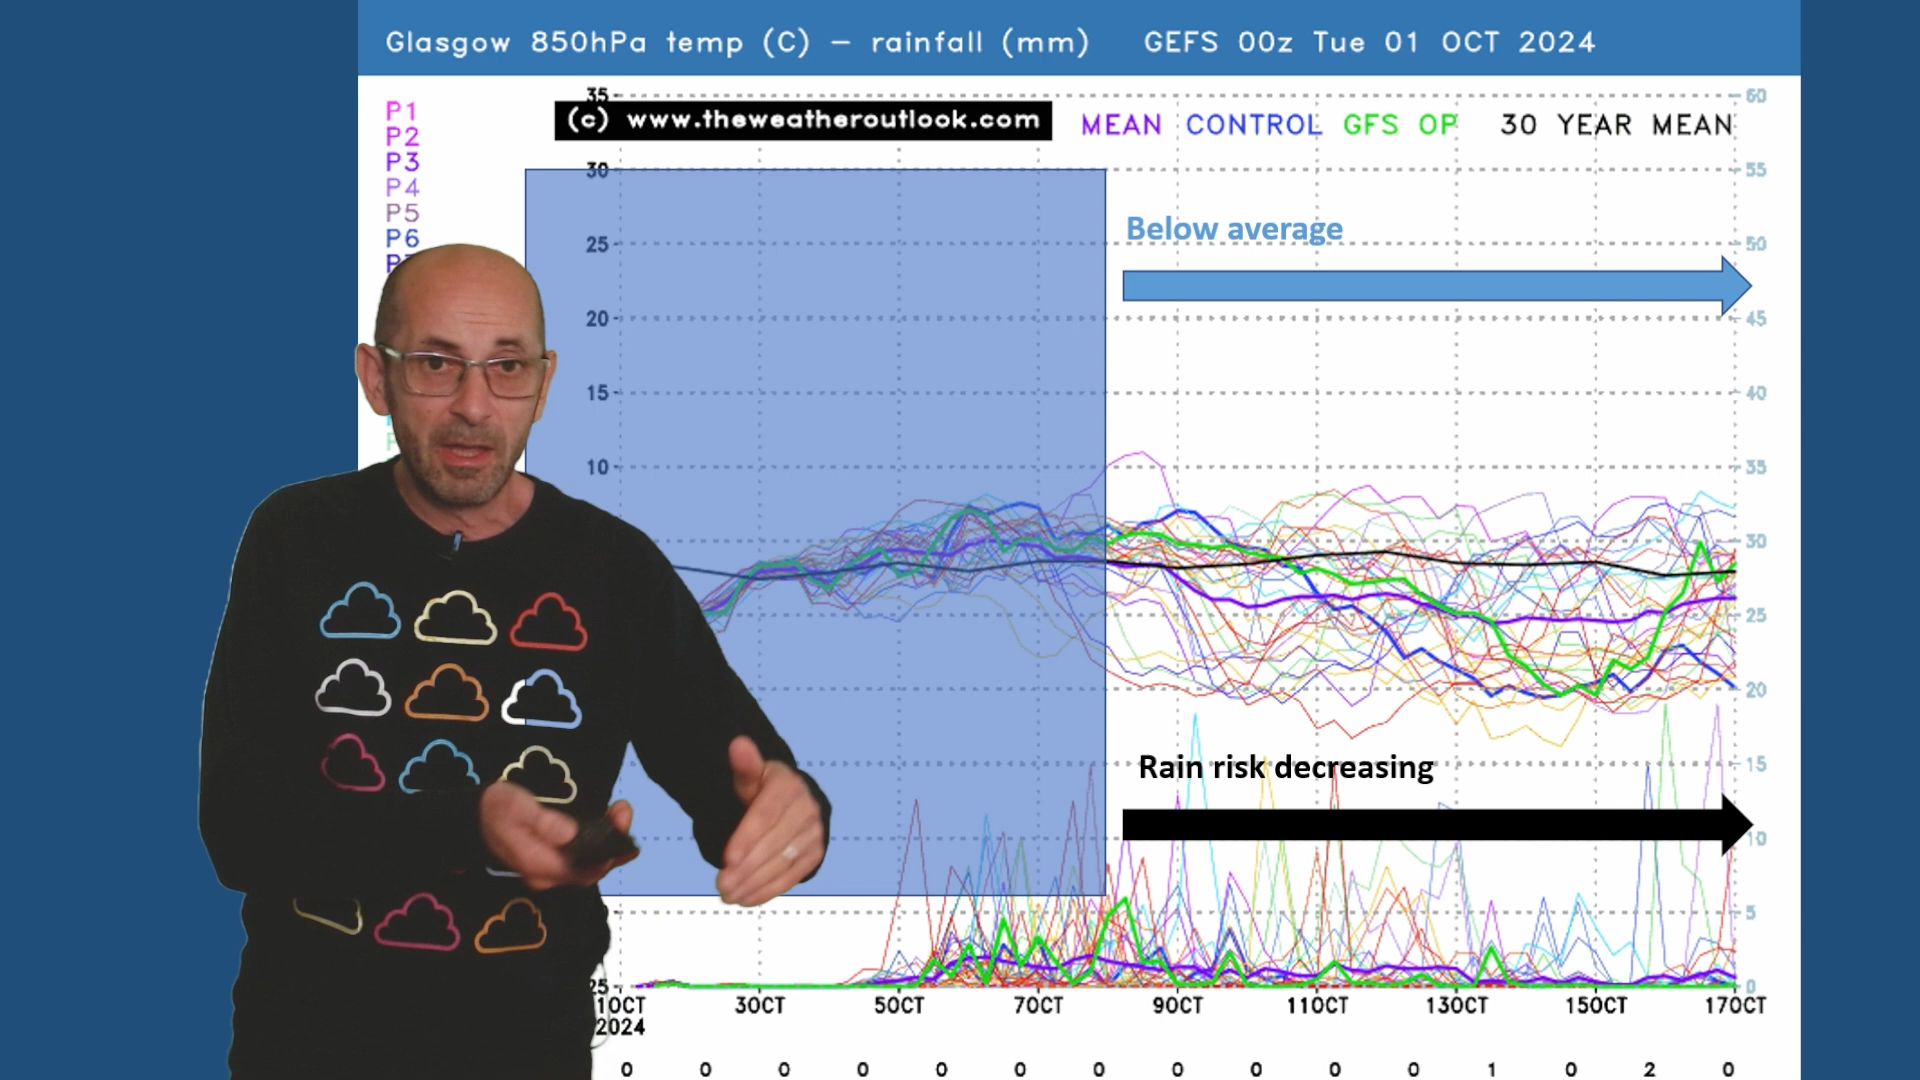 Glasgow 850hPa temp (C) – rainfall (mm) GEFS 00z Tue 01 OCT 2024
35
60
P1
(c) www.theweatheroutlook.com
MEAN CONTROL GFS OP 30 YEAR MEAN
P2
P3
30
55
P4
P5
Below average
P6
25
50
20
45
15
40
10
35
30
25
20
Rain risk decreasing
15
10
5
0
1OCT 3OCT 5OCT 7OCT 9OCT 11OCT 13OCT 15OCT 17OCT
2024
0 0 0 0 0 0 0 0 0 0 0 1 0 2 0